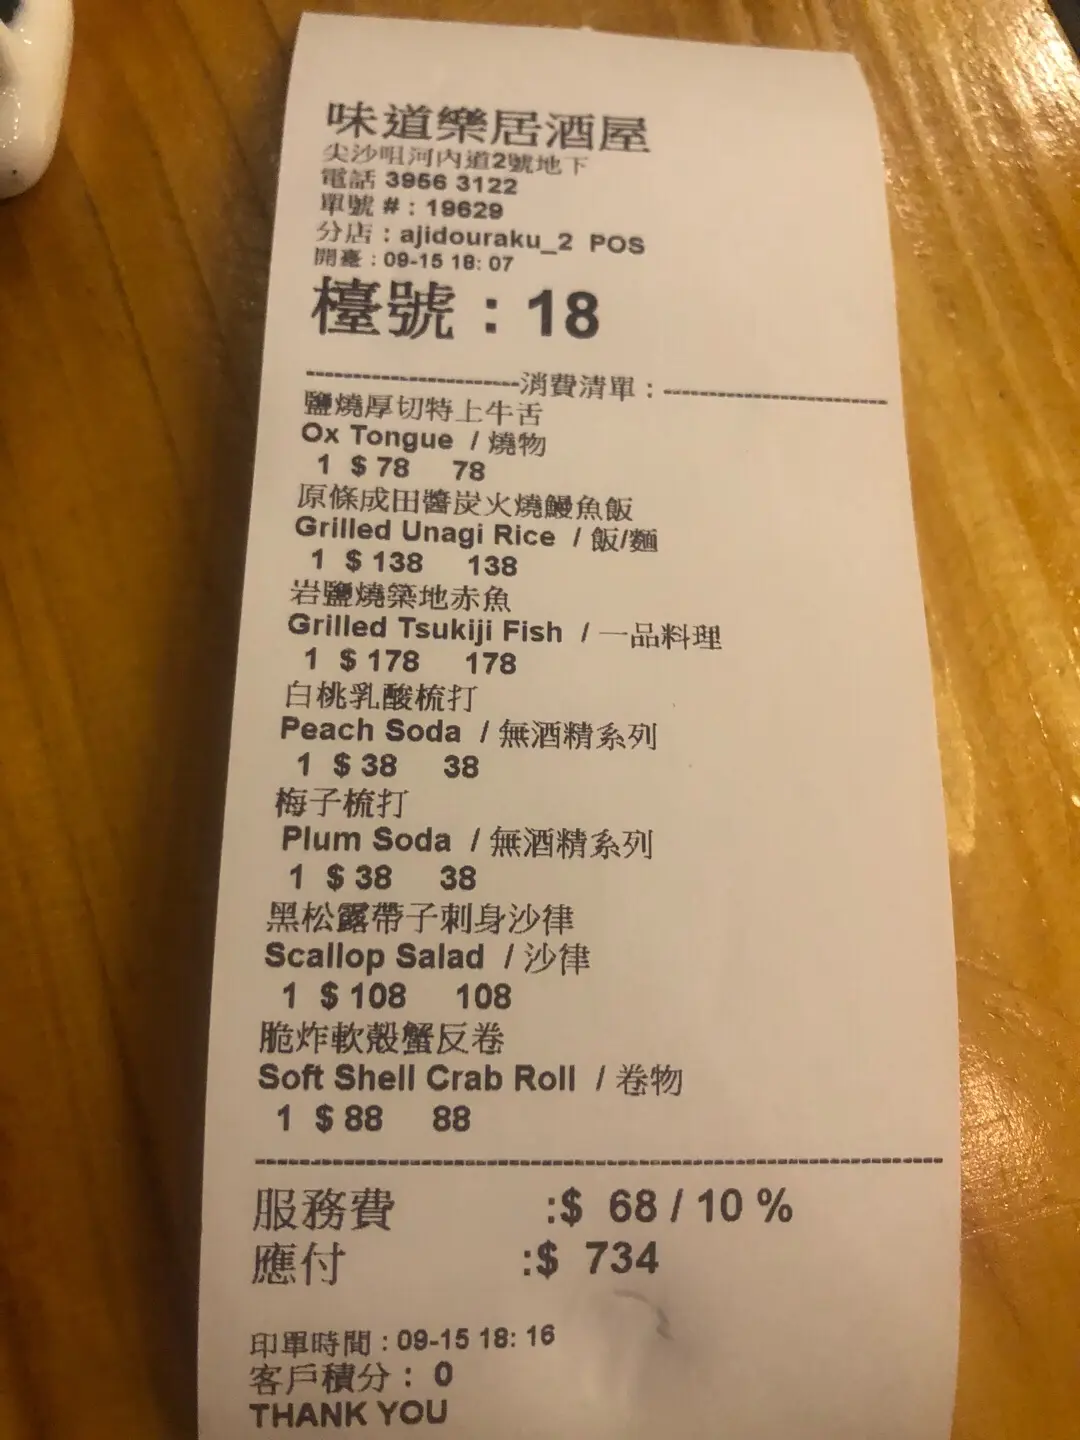 味道樂居酒屋
尖沙咀河內道2號地下
電話 3956 3122
單號 # : 19629
分店 : ajidouraku_2 POS
開臺 : 09-15 18: 07
檯號 : 18
----------------------消費清單 : ----------------------
鹽燒厚切特上牛舌
Ox Tongue / 燒物
1 $ 78 78
原條成田醬炭火燒鰻魚飯
Grilled Unagi Rice / 飯/麵
1 $ 138 138
岩鹽燒築地赤魚
Grilled Tsukiji Fish / 一品料理
1 $ 178 178
白桃乳酸梳打
Peach Soda / 無酒精系列
1 $ 38 38
梅子梳打
Plum Soda / 無酒精系列
1 $ 38 38
黑松露帶子刺身沙律
Scallop Salad / 沙律
1 $ 108 108
脆炸軟殼蟹反卷
Soft Shell Crab Roll / 卷物
1 $ 88 88
服務費 :$ 68 / 10 %
應付 :$ 734
印單時間 : 09-15 18: 16
客戶積分 : 0
THANK YOU